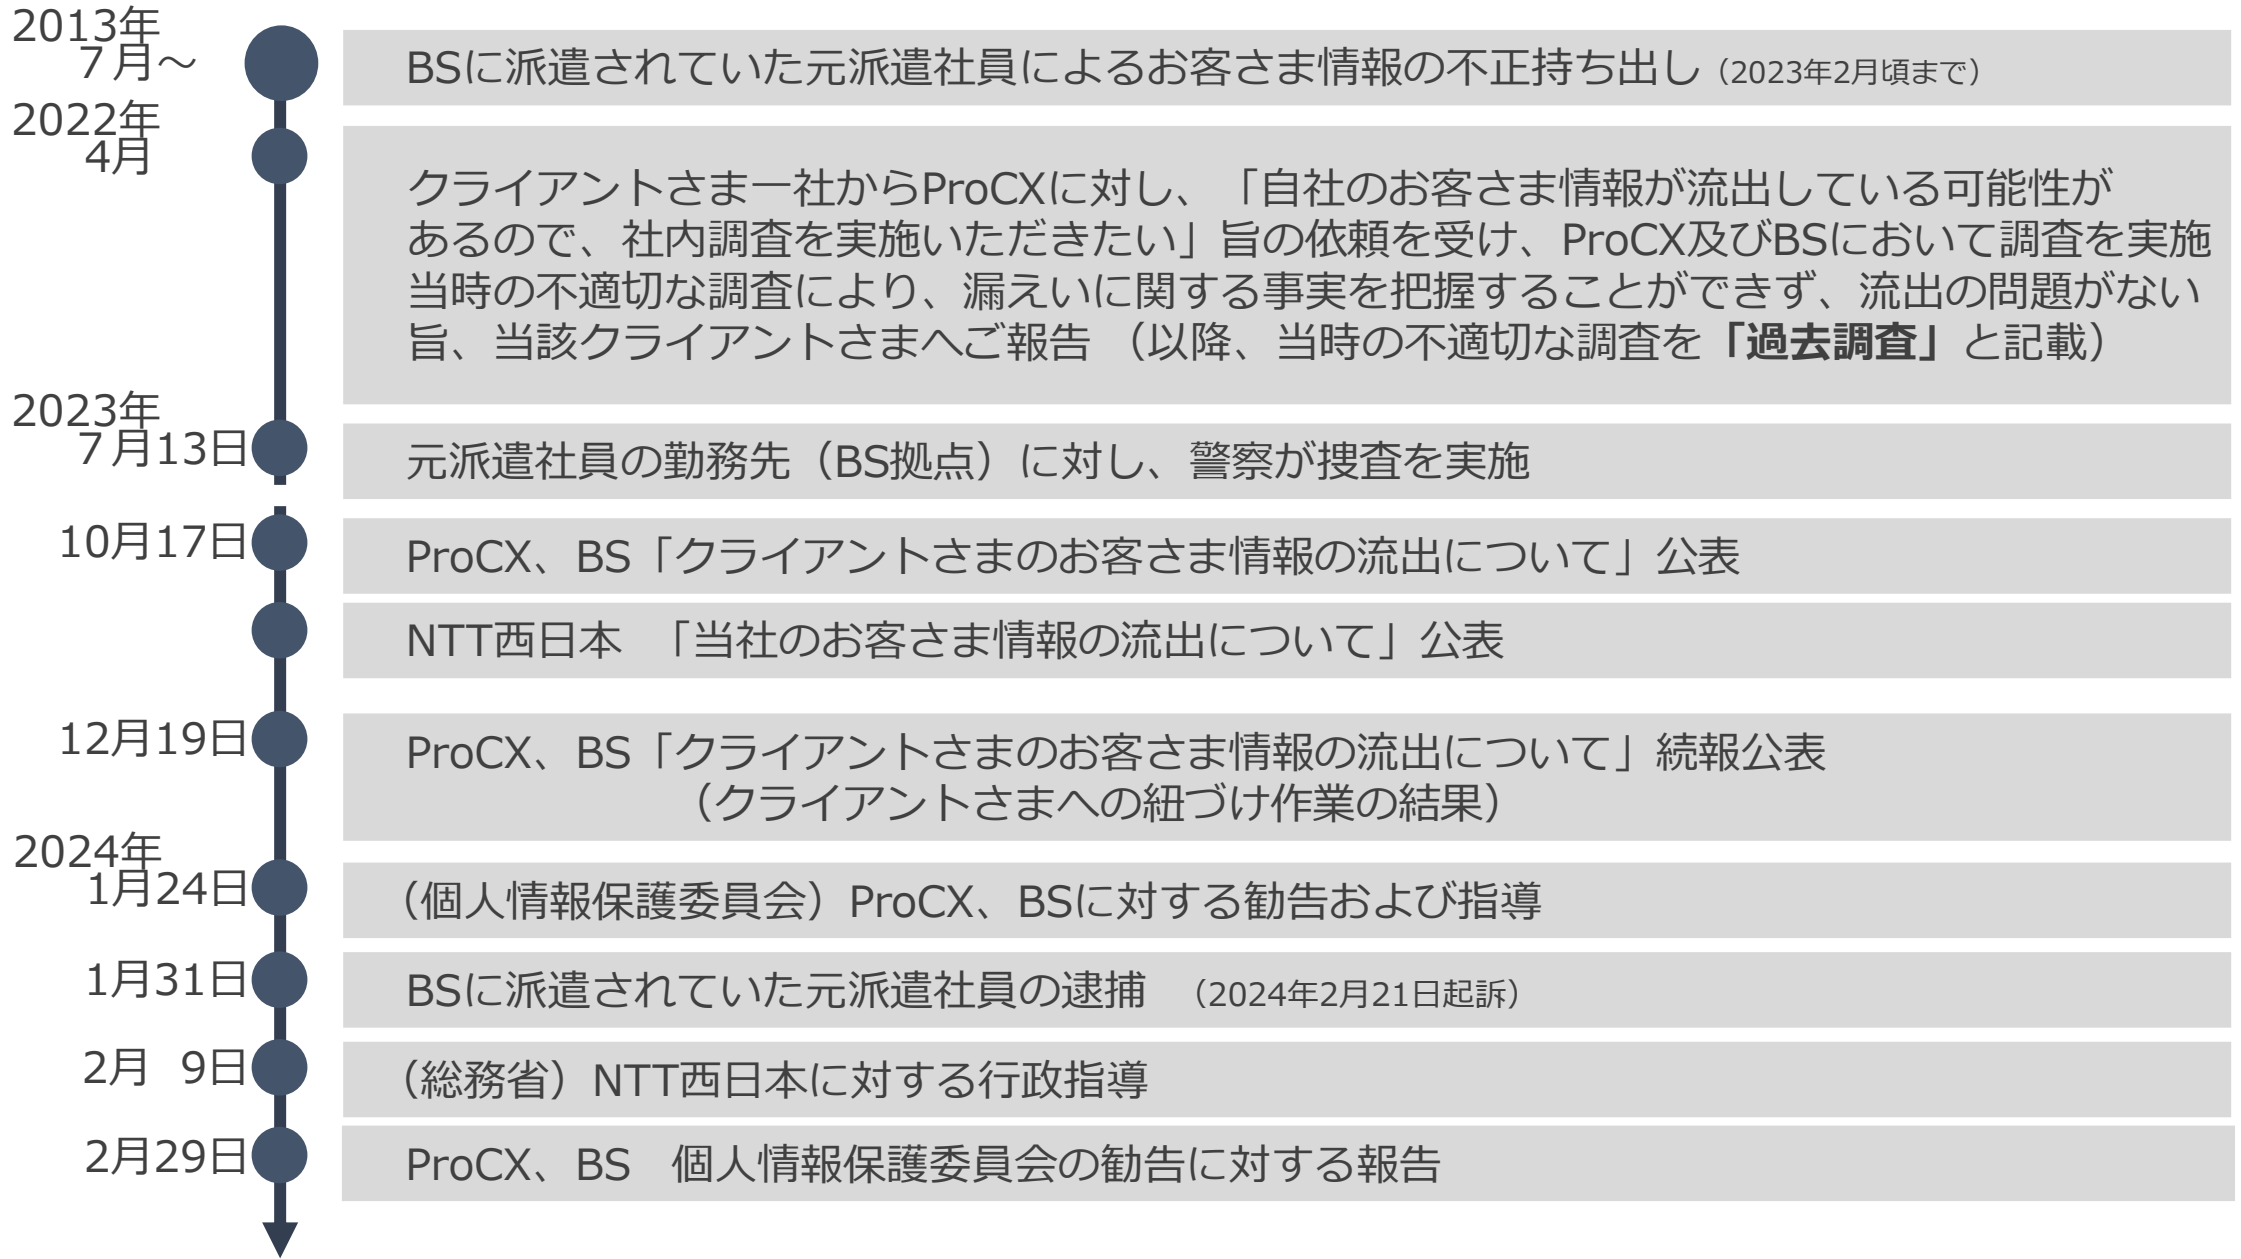 2013年
7月～
BSに派遣されていた元派遣社員によるお客さま情報の不正持ち出し（2023年2月頃まで）
2022年
4月
クライアントさま一社からProCXに対し、「自社のお客さま情報が流出している可能性が
あるので、社内調査を実施いただきたい」旨の依頼を受け、ProCX及びBSにおいて調査を実施
当時の不適切な調査により、漏えいに関する事実を把握することができず、流出の問題がない
旨、当該クライアントさまへご報告 （以降、当時の不適切な調査を「過去調査」と記載）
2023年
7月13日
元派遣社員の勤務先（BS拠点）に対し、警察が捜査を実施
10月17日
ProCX、BS「クライアントさまのお客さま情報の流出について」公表
NTT西日本 「当社のお客さま情報の流出について」公表
12月19日
ProCX、BS「クライアントさまのお客さま情報の流出について」続報公表
（クライアントさまへの紐づけ作業の結果）
2024年
1月24日
（個人情報保護委員会）ProCX、BSに対する勧告および指導
1月31日
BSに派遣されていた元派遣社員の逮捕 （2024年2月21日起訴）
2月 9日
（総務省）NTT西日本に対する行政指導
2月29日
ProCX、BS 個人情報保護委員会の勧告に対する報告